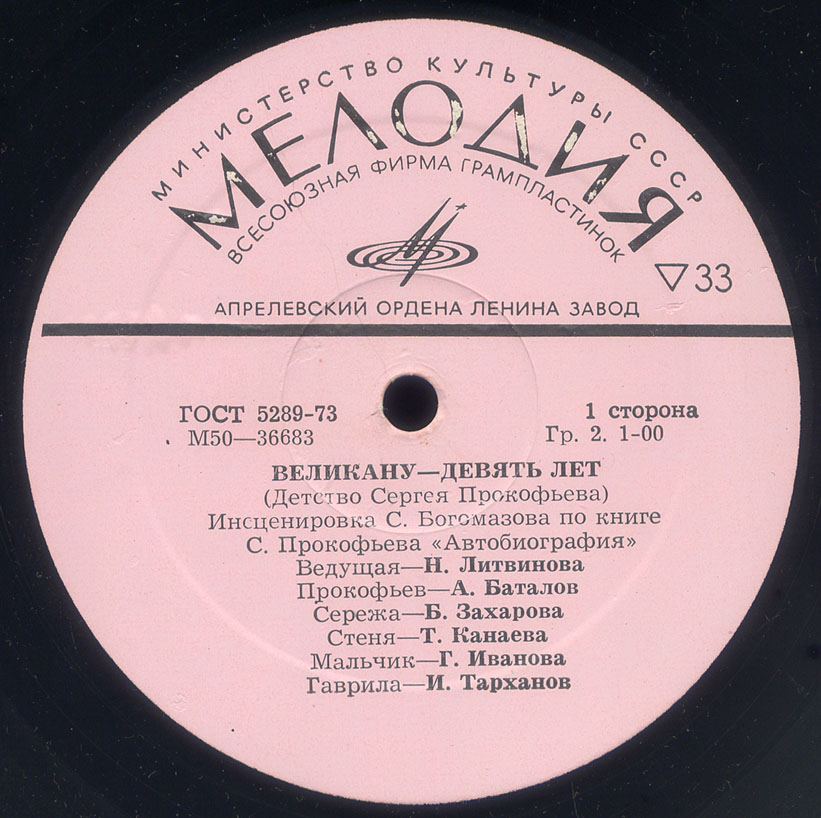 МИНИСТЕРСТВО КУЛЬТУРЫ СССР
МЕЛОДИЯ
ВСЕСОЮЗНАЯ ФИРМА ГРАМПЛАСТИНОК
▽33
АПРЕЛЕВСКИЙ ОРДЕНА ЛЕНИНА ЗАВОД
ГОСТ 5289-73 1 сторона
М50—36683 Гр. 2. 1-00
ВЕЛИКАНУ—ДЕВЯТЬ ЛЕТ
(Детство Сергея Прокофьева)
Инсценировка С. Богомазова по книге
С. Прокофьева «Автобиография»
Ведущая—Н. Литвинова
Прокофьев—А. Баталов
Сережа—Б. Захарова
Стеня—Т. Канаева
Мальчик—Г. Иванова
Гаврила—И. Тарханов